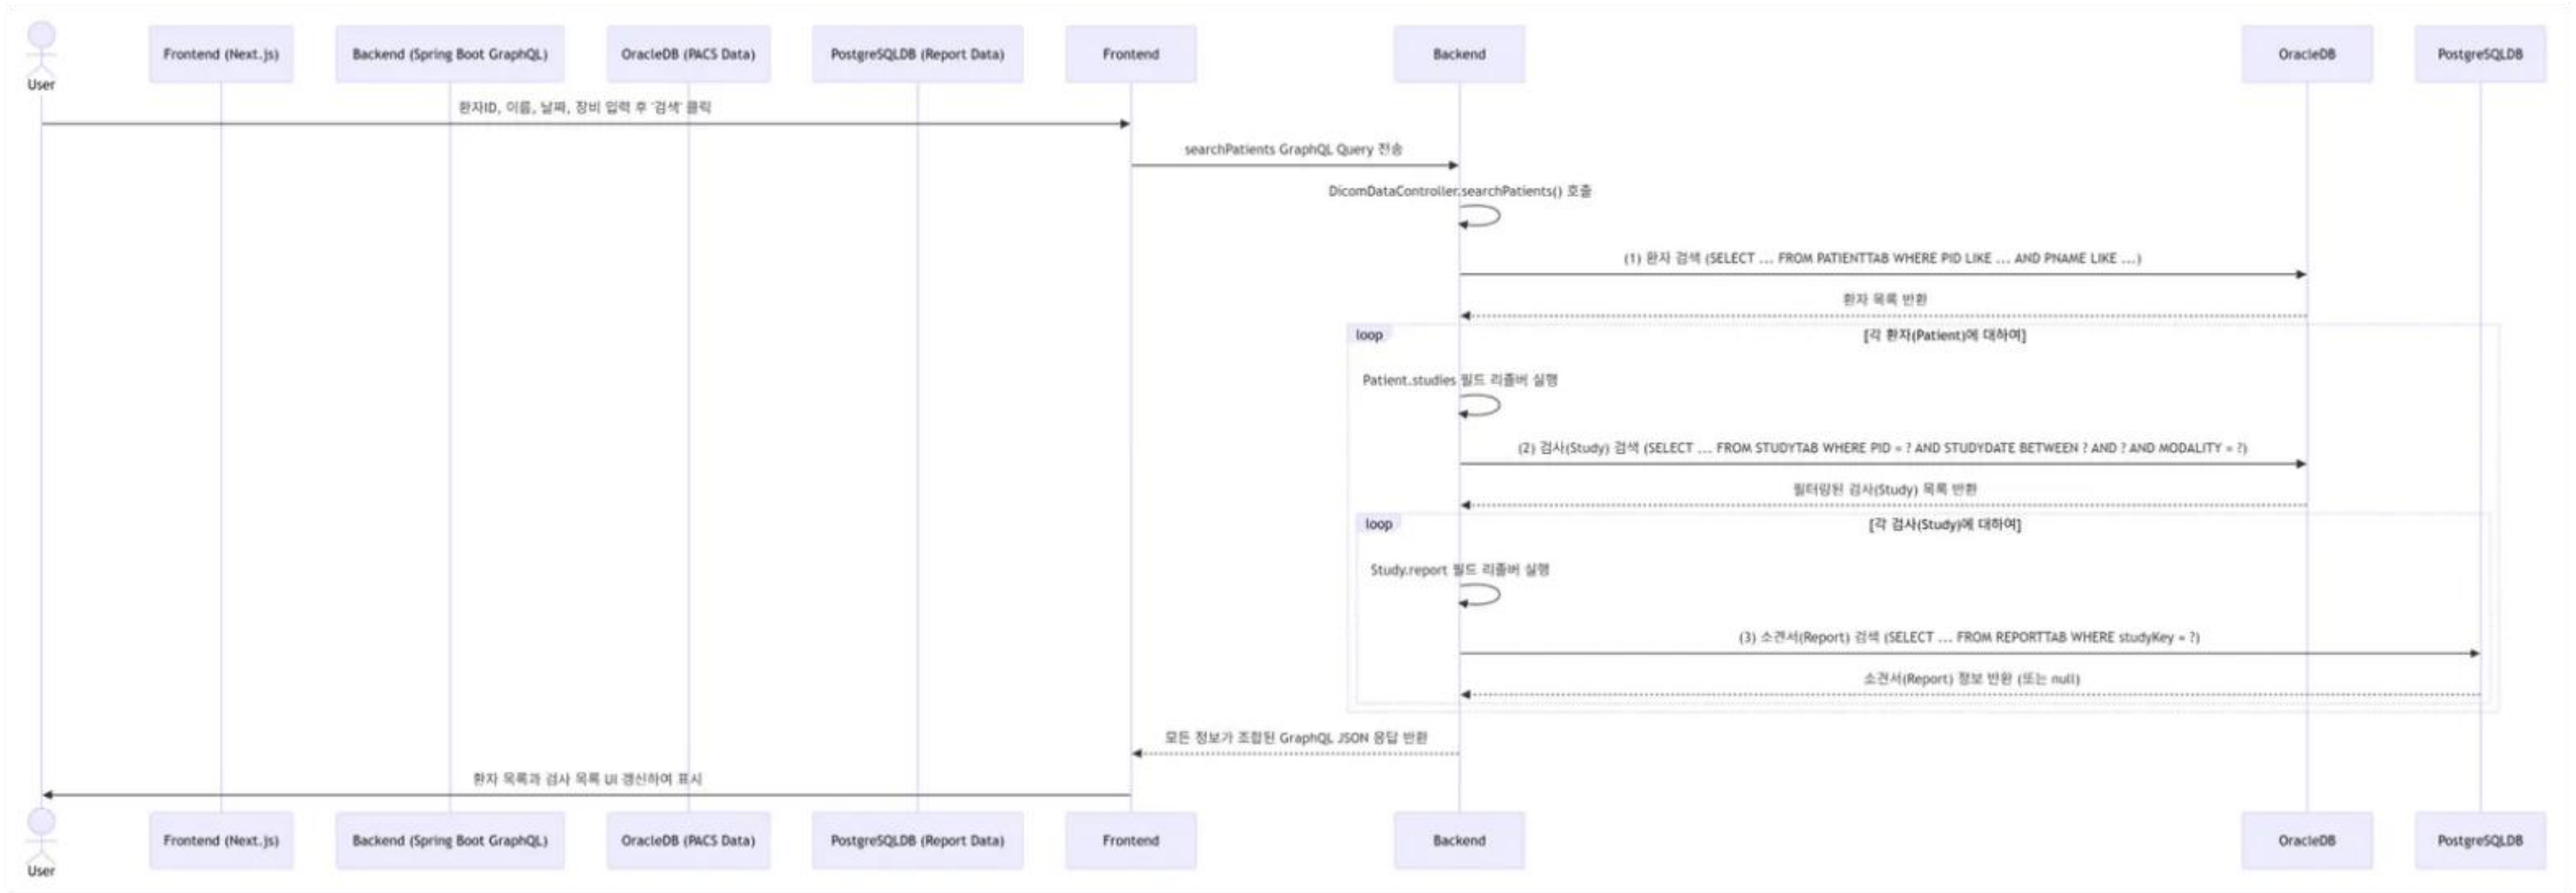 User
Frontend (Next.js)
Backend (Spring Boot GraphQL)
OracleDB (PACS Data)
PostgreSQLDB (Report Data)
Frontend
Backend
OracleDB
PostgreSQLDB
환자ID, 이름, 날짜, 장비 입력 후 '검색' 클릭
searchPatients GraphQL Query 전송
DicomDataController.searchPatients() 호출
(1) 환자 검색 (SELECT ... FROM PATIENTTAB WHERE PID LIKE ... AND PNAME LIKE ...)
환자 목록 반환
loop
[각 환자(Patient)에 대하여]
Patient.studies 필드 리졸버 실행
(2) 검사(Study) 검색 (SELECT ... FROM STUDYTAB WHERE PID = ? AND STUDYDATE BETWEEN ? AND ? AND MODALITY = ?)
필터링된 검사(Study) 목록 반환
loop
[각 검사(Study)에 대하여]
Study.report 필드 리졸버 실행
(3) 소견서(Report) 검색 (SELECT ... FROM REPORTTAB WHERE studyKey = ?)
소견서(Report) 정보 반환 (또는 null)
모든 정보가 조합된 GraphQL JSON 응답 반환
환자 목록과 검사 목록 UI 갱신하여 표시
User
Frontend (Next.js)
Backend (Spring Boot GraphQL)
OracleDB (PACS Data)
PostgreSQLDB (Report Data)
Frontend
Backend
OracleDB
PostgreSQLDB